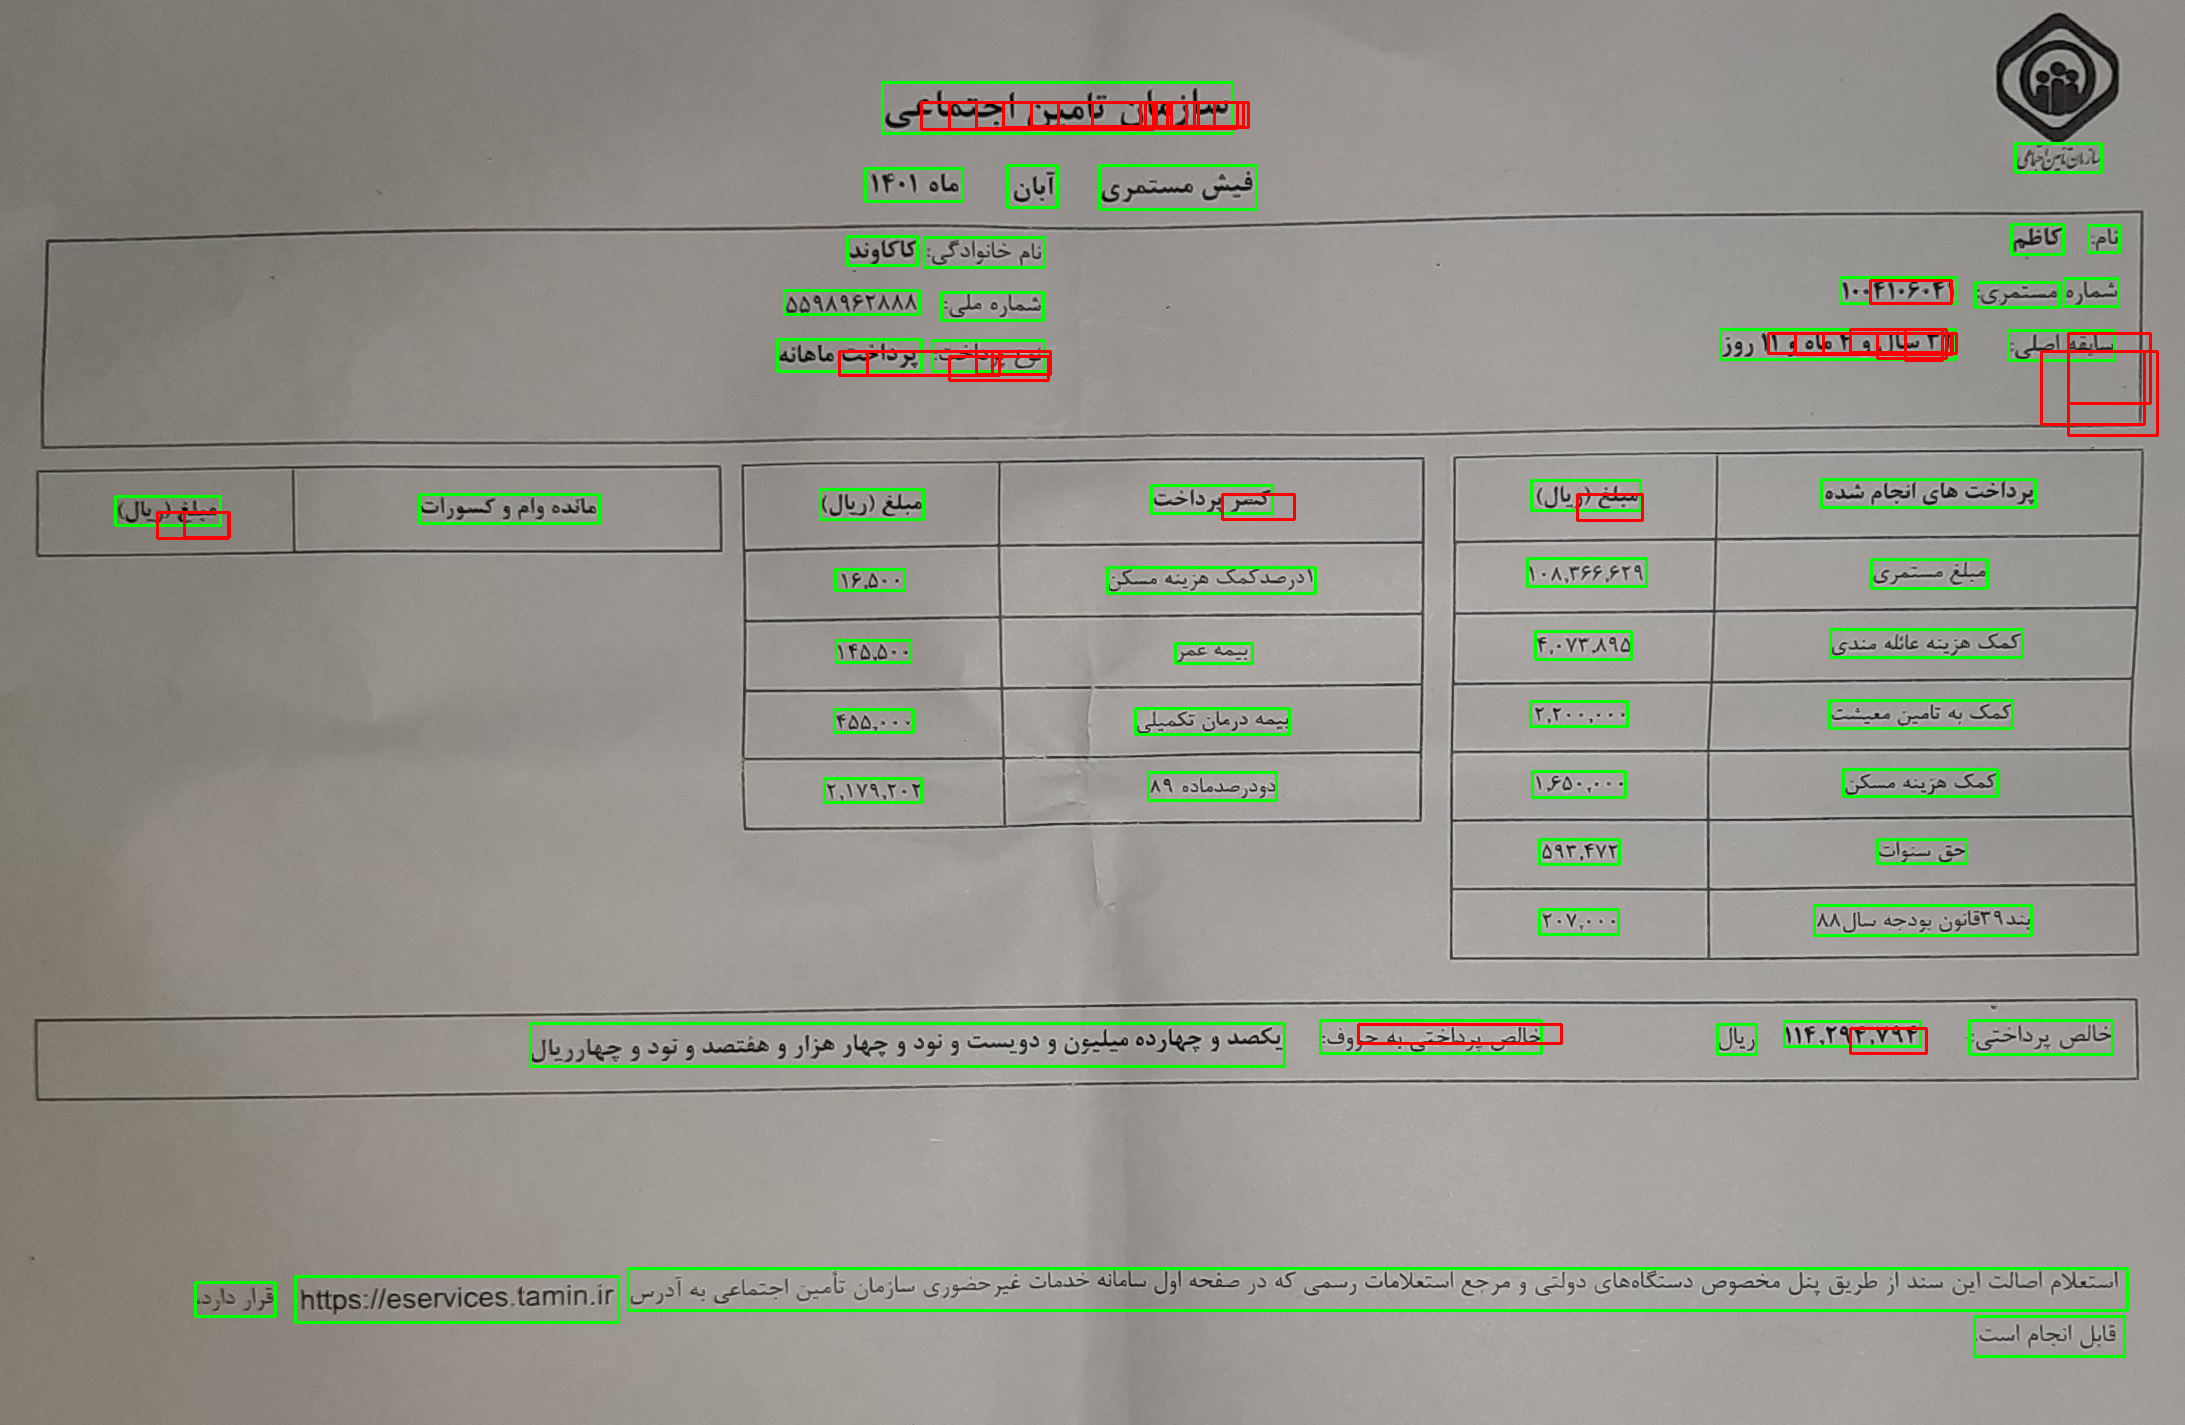 سازمان تامین اجتماعی
سازمان تأمین اجتماعی
فیش مستمری آبان ماه ۱۴۰۱
نام: کاظم نام خانوادگی: کاکاوند
شماره مستمری: ۱۰۰۴۱۰۶۰۴۱ شماره ملی: ۵۵۹۸۹۶۲۸۸۸
سابقه اصلی: سال و ۲ ماه و ۱۱ روز نوع پرداخت: پرداخت ماهانه
پرداخت های انجام شده مبلغ (ریال) کسر پرداخت مبلغ (ریال) مانده وام و کسورات مبلغ (ریال)
مبلغ مستمری ۱۰۸,۳۶۶,۶۲۹ ۱درصدکمک هزینه مسکن ۱۶,۵۰۰
کمک هزینه عائله مندی ۴,۰۷۳,۸۹۵ بیمه عمر ۱۴۵,۵۰۰
کمک به تامین معیشت ۲,۲۰۰,۰۰۰ بیمه درمان تکمیلی ۴۵۵,۰۰۰
کمک هزینه مسکن ۱,۶۵۰,۰۰۰ دودرصدماده ۸۹ ۲,۱۷۹,۲۰۲
حق سنوات ۵۹۳,۴۷۲
بند۳۹قانون بودجه سال۸۸ ۲۰۷,۰۰۰
خالص پرداختی: ۱۱۴,۲۹۴,۷۹۴ ریال خالص پرداختی به حروف: یکصد و چهارده میلیون و دویست و نود و چهار هزار و هفتصد و نود و چهارریال
استعلام اصالت این سند از طریق پنل مخصوص دستگاه‌های دولتی و مرجع استعلامات رسمی که در صفحه اول سامانه خدمات غیرحضوری سازمان تأمین اجتماعی به آدرس https://eservices.tamin.ir قرار دارد،
قابل انجام است.